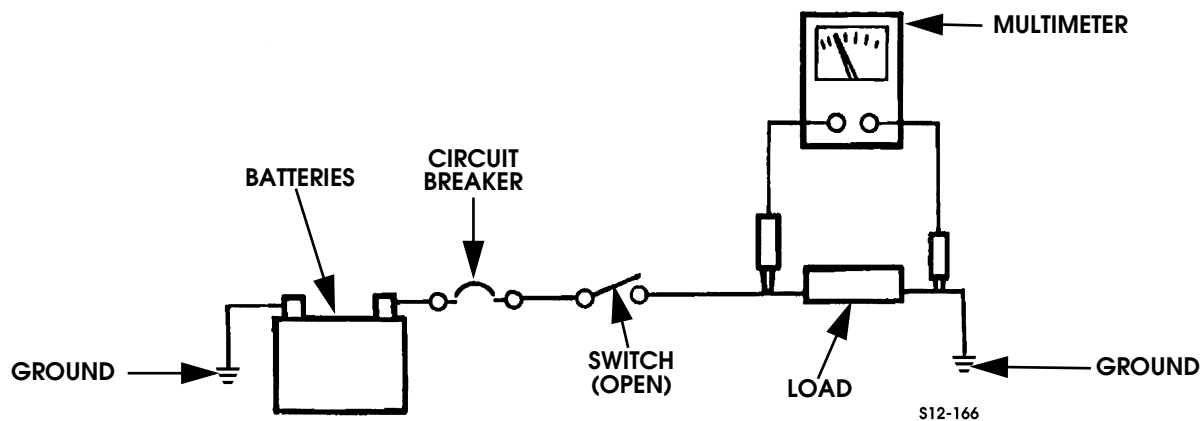 MULTIMETER
CIRCUIT
BREAKER
BATTERIES
GROUND
SWITCH
(OPEN)
LOAD
GROUND
S12-166